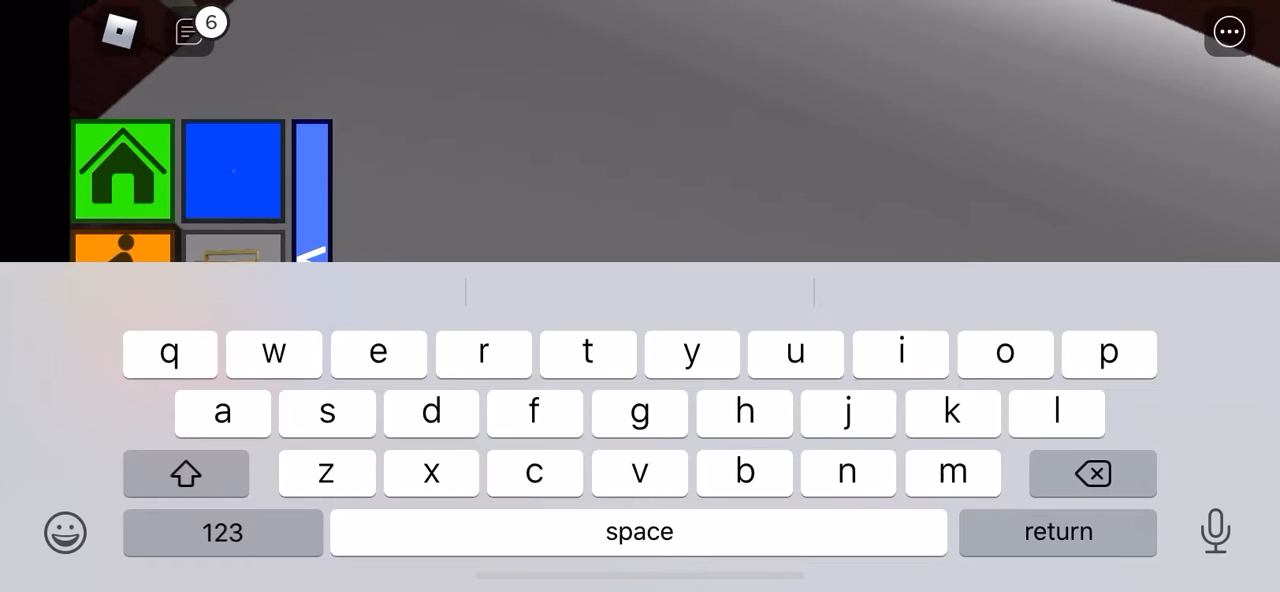 6
q w e r t y u i o p
a s d f g h j k l
z x c v b n m
123 space return